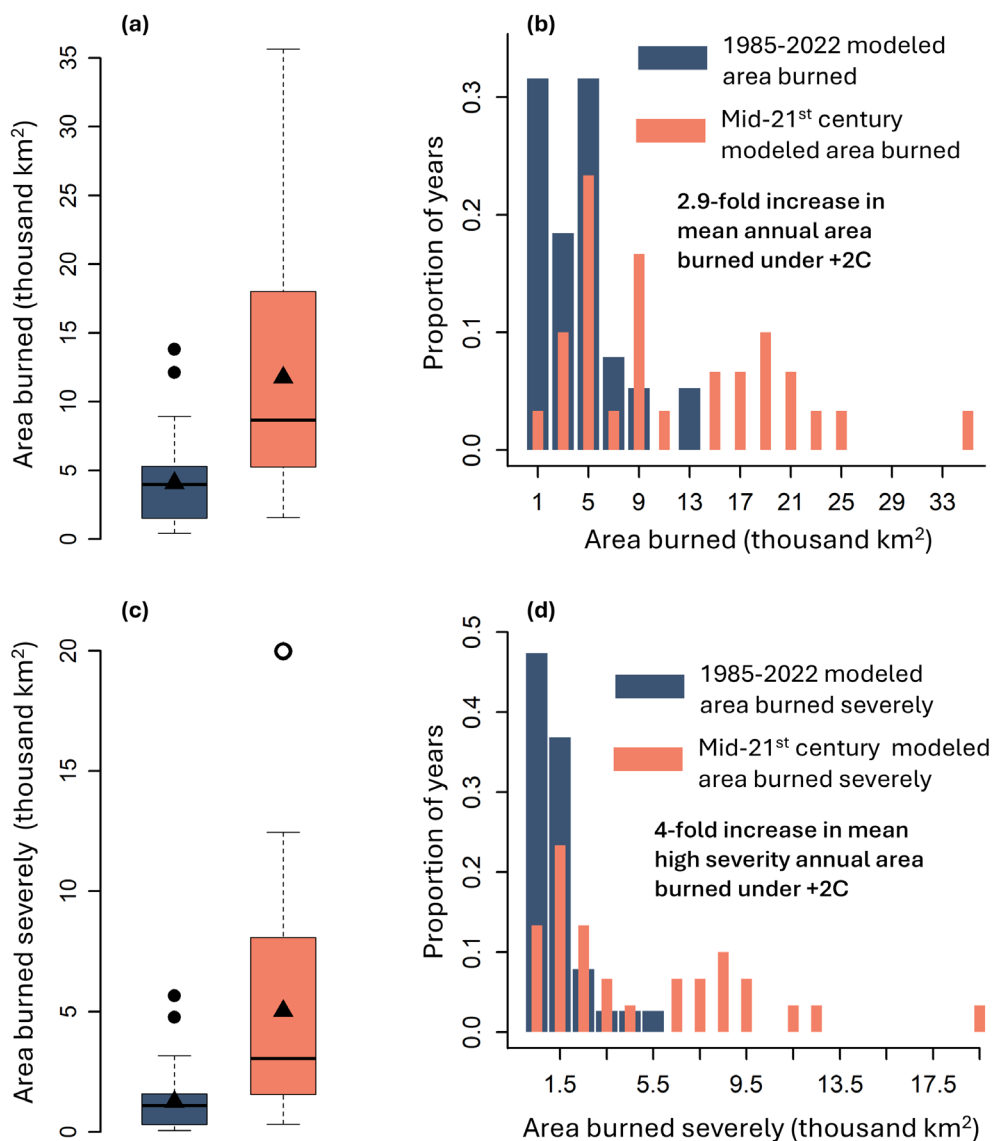 (a)
Area burned (thousand km²)
35
30
25
20
15
10
5
0
(b)
Proportion of years
0.3
0.2
0.1
0.0
1985-2022 modeled
area burned
Mid-21ˢᵗ century
modeled area burned
2.9-fold increase in
mean annual area
burned under +2C
1 5 9 13 17 21 25 29 33
Area burned (thousand km²)
(c)
Area burned severely (thousand km²)
20
15
10
5
0
(d)
Proportion of years
0.5
0.4
0.3
0.2
0.1
0.0
1985-2022 modeled
area burned severely
Mid-21ˢᵗ century modeled
area burned severely
4-fold increase in mean
high severity annual area
burned under +2C
1.5 5.5 9.5 13.5 17.5
Area burned severely (thousand km²)